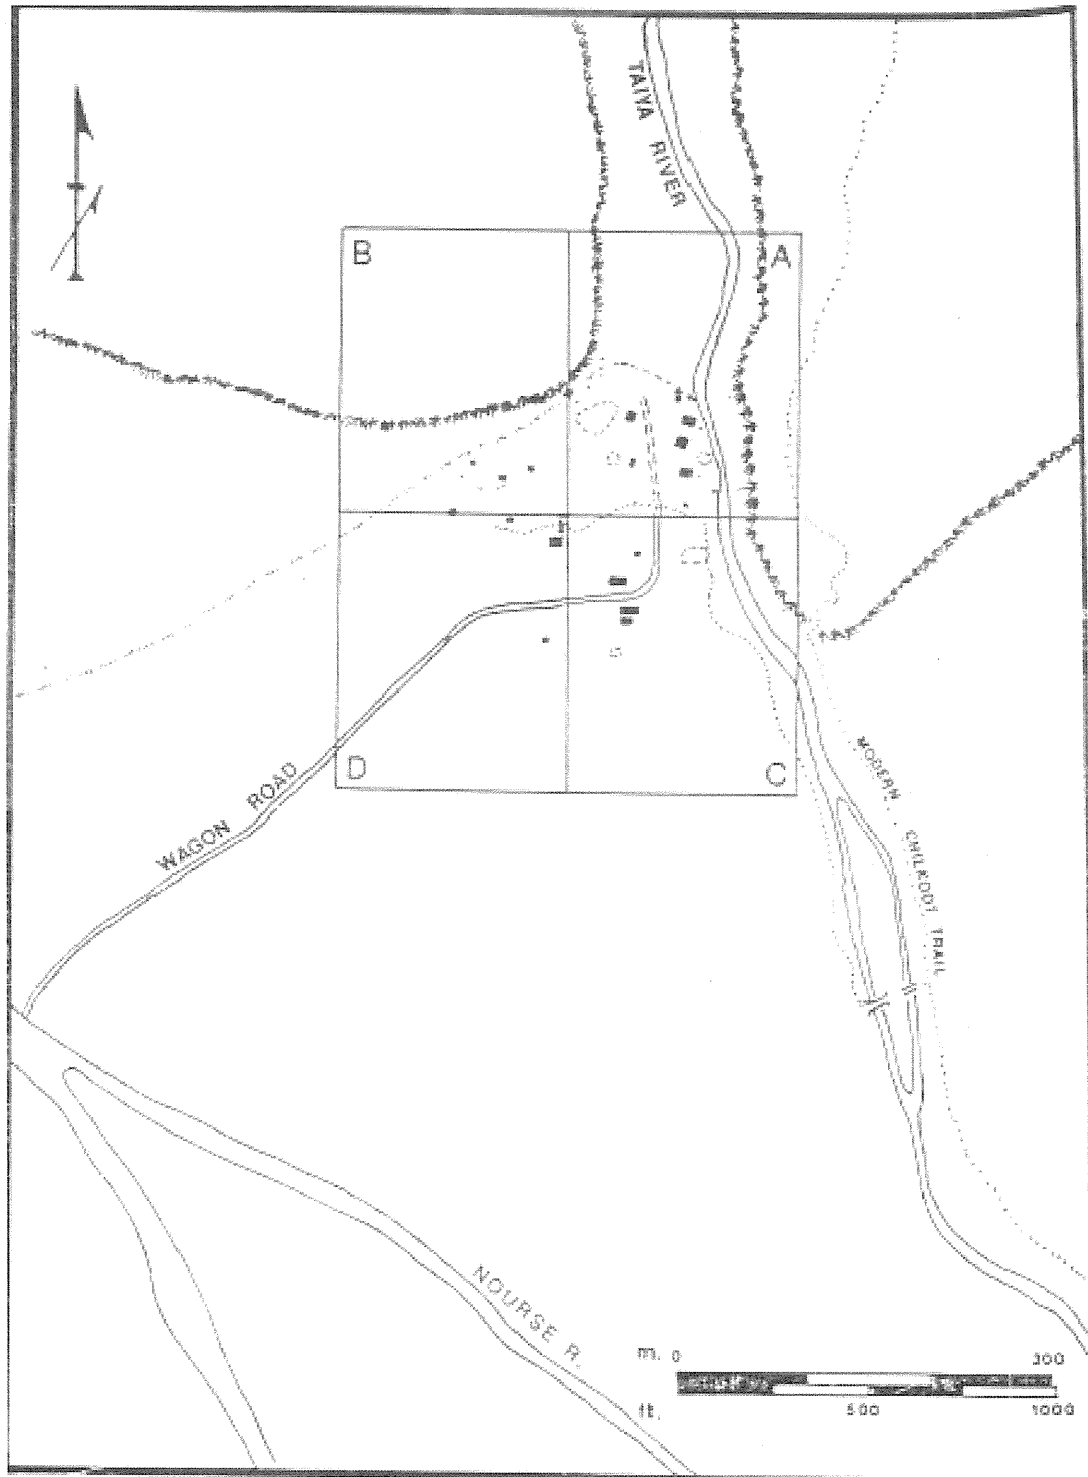 TAIYA RIVER
B
A
WAGON ROAD
D
C
MODERN CHILKOOT TRAIL
NOURSE R.
m. 0 300
ft. 500 1000